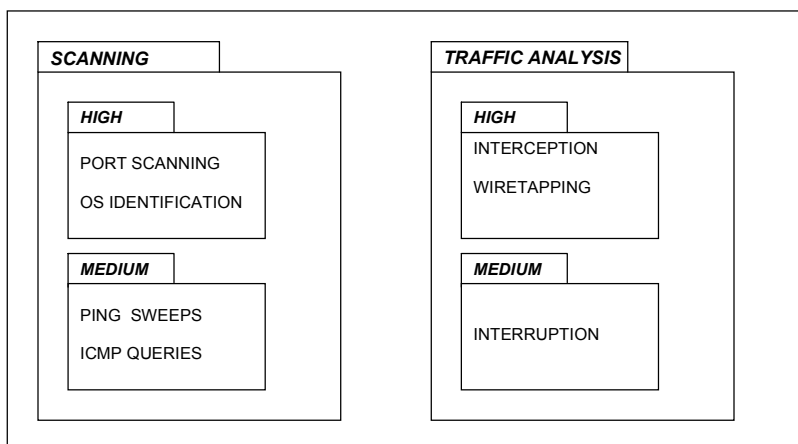 SCANNING
HIGH
PORT SCANNING
OS IDENTIFICATION
MEDIUM
PING SWEEPS
ICMP QUERIES
TRAFFIC ANALYSIS
HIGH
INTERCEPTION
WIRETAPPING
MEDIUM
INTERRUPTION